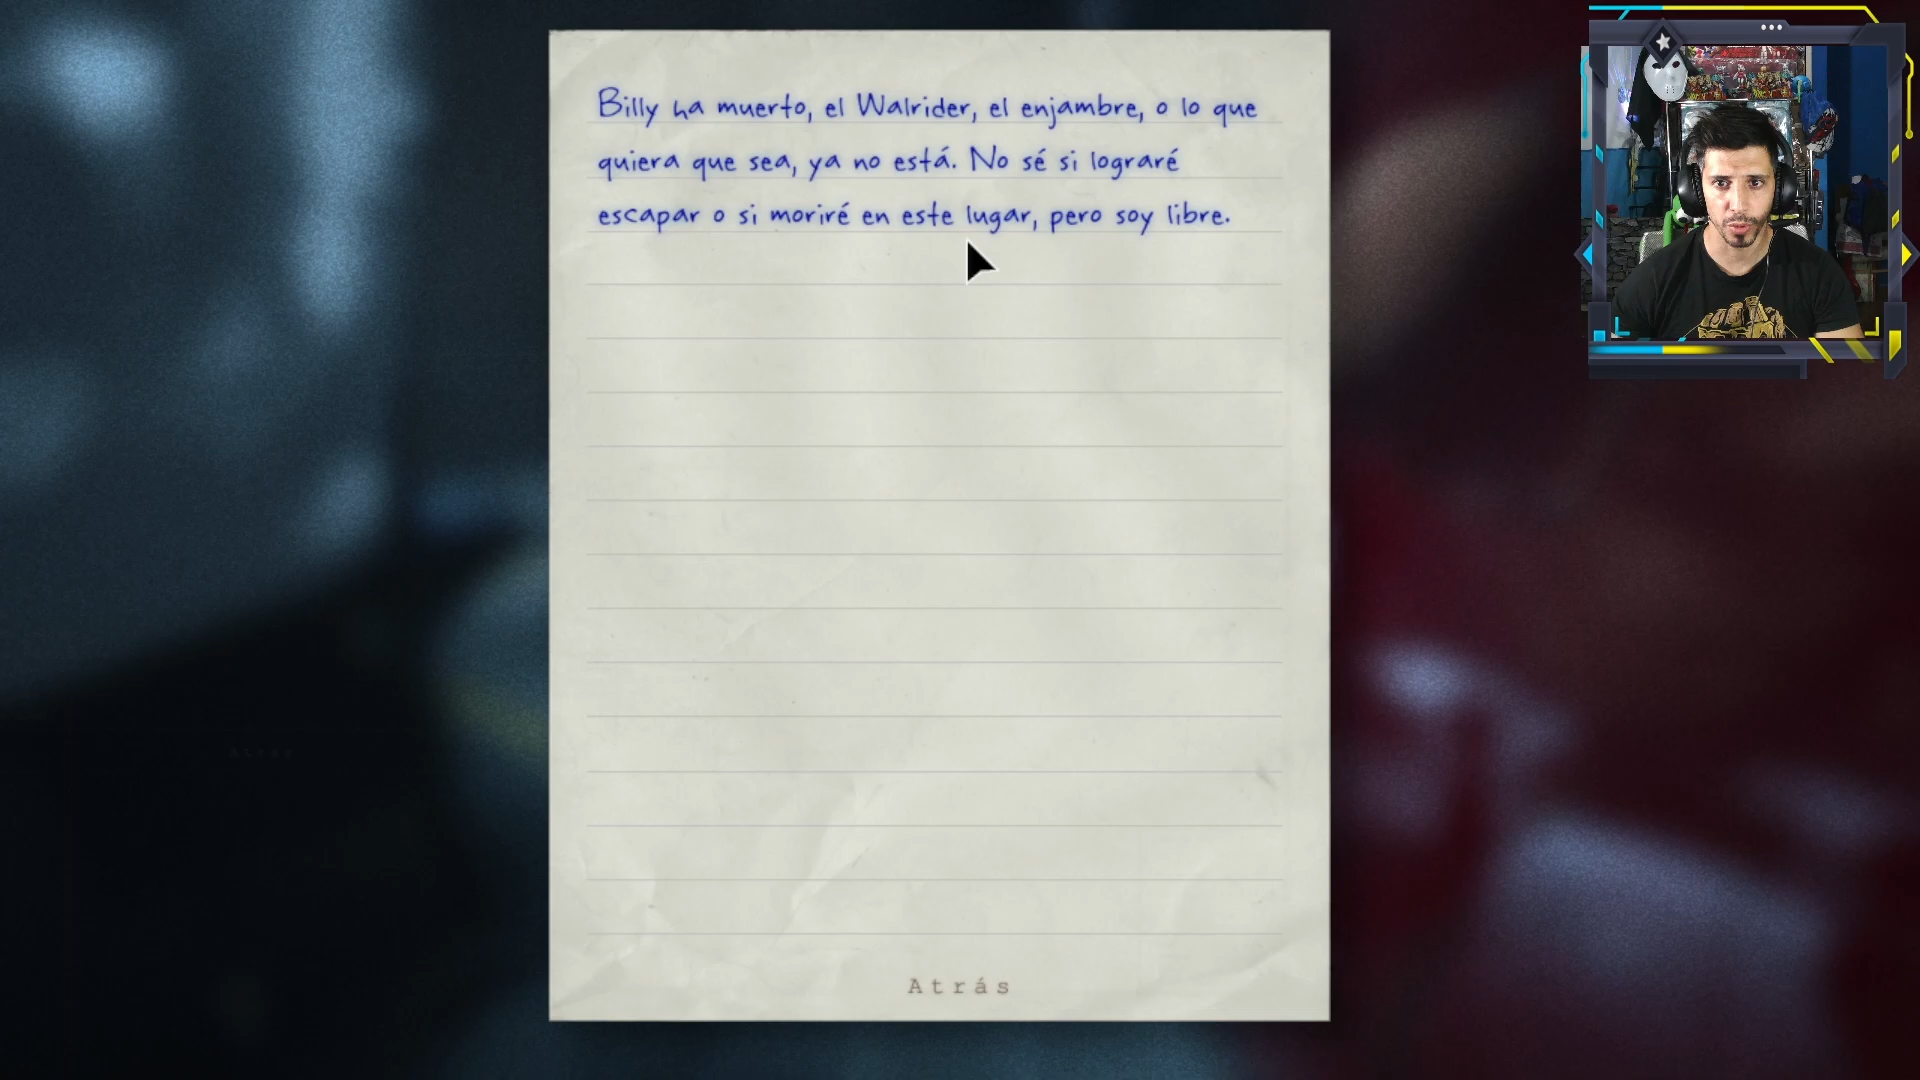 Billy ha muerto, el Walrider, el enjambre, o lo que
quiera que sea, ya no está. No sé si lograré
escapar o si moriré en este lugar, pero soy libre.
Atrás